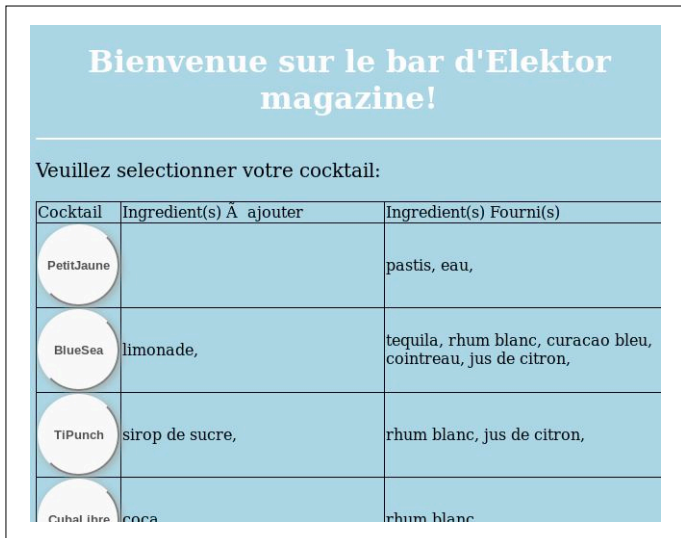 Bienvenue sur le bar d'Elektor
magazine!
Veuillez selectionner votre cocktail:
Cocktail Ingredient(s) Ã ajouter Ingredient(s) Fourni(s)
PetitJaune pastis, eau,
BlueSea limonade, tequila, rhum blanc, curacao bleu,
cointreau, jus de citron,
TiPunch sirop de sucre, rhum blanc, jus de citron,
CubaLibre coca rhum blanc